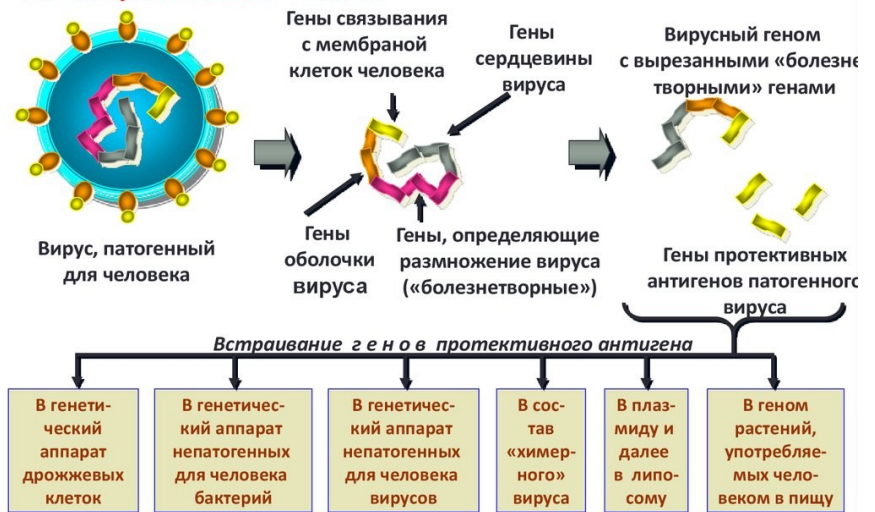 Гены связывания
с мембраной
клеток человека
Гены
сердцевины
вируса
Вирусный геном
с вырезанными «болезне
творными» генами
Вирус, патогенный
для человека
Гены
оболочки
вируса
Гены, определяющие
размножение вируса
(«болезнетворные»)
Гены протективных
антигенов патогенного
вируса
Встраивание г е н о в протективного антигена
В генети-
ческий
аппарат
дрожжевых
клеток
В генетичес-
кий аппарат
непатогенных
для человека
бактерий
В генетичес-
кий аппарат
непатогенных
для человека
вирусов
В сос-
тав
«химер-
ного»
вируса
В плаз-
миду и
далее
в липо-
сому
В геном
растений,
употребляе-
мых чело-
веком в пищу